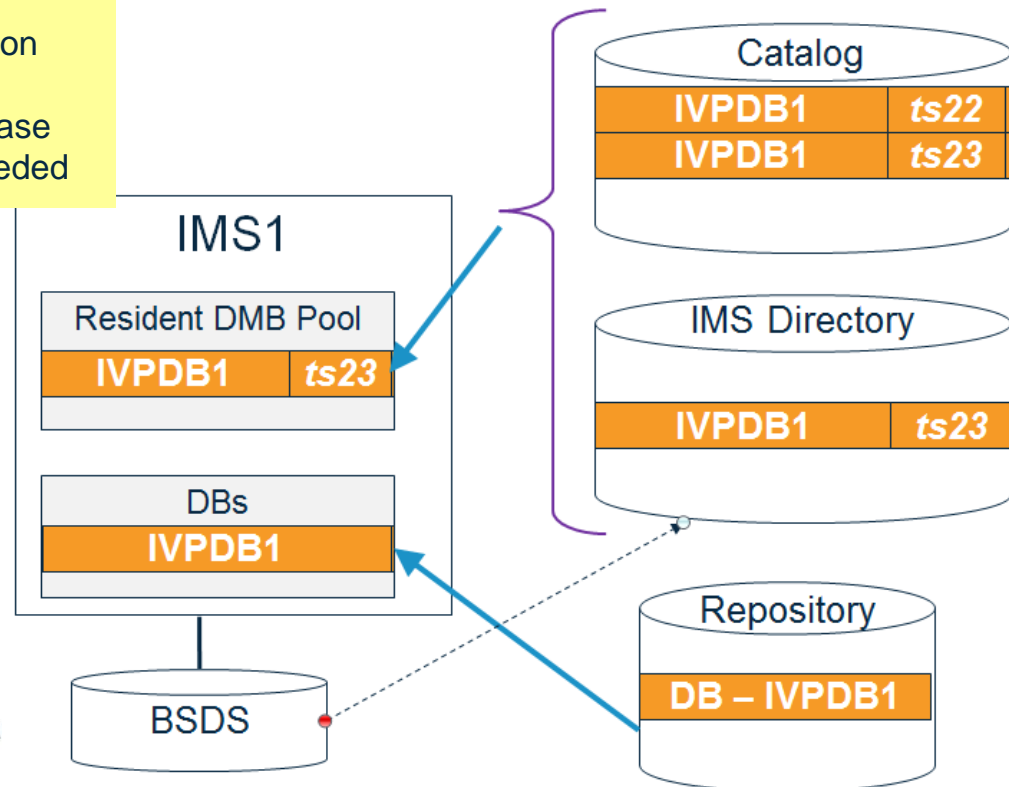 on
ase
eded
IMS1
Resident DMB Pool
IVPDB1 ts23
DBs
IVPDB1
BSDS
Catalog
IVPDB1 ts22
IVPDB1 ts23
IMS Directory
IVPDB1 ts23
Repository
DB – IVPDB1